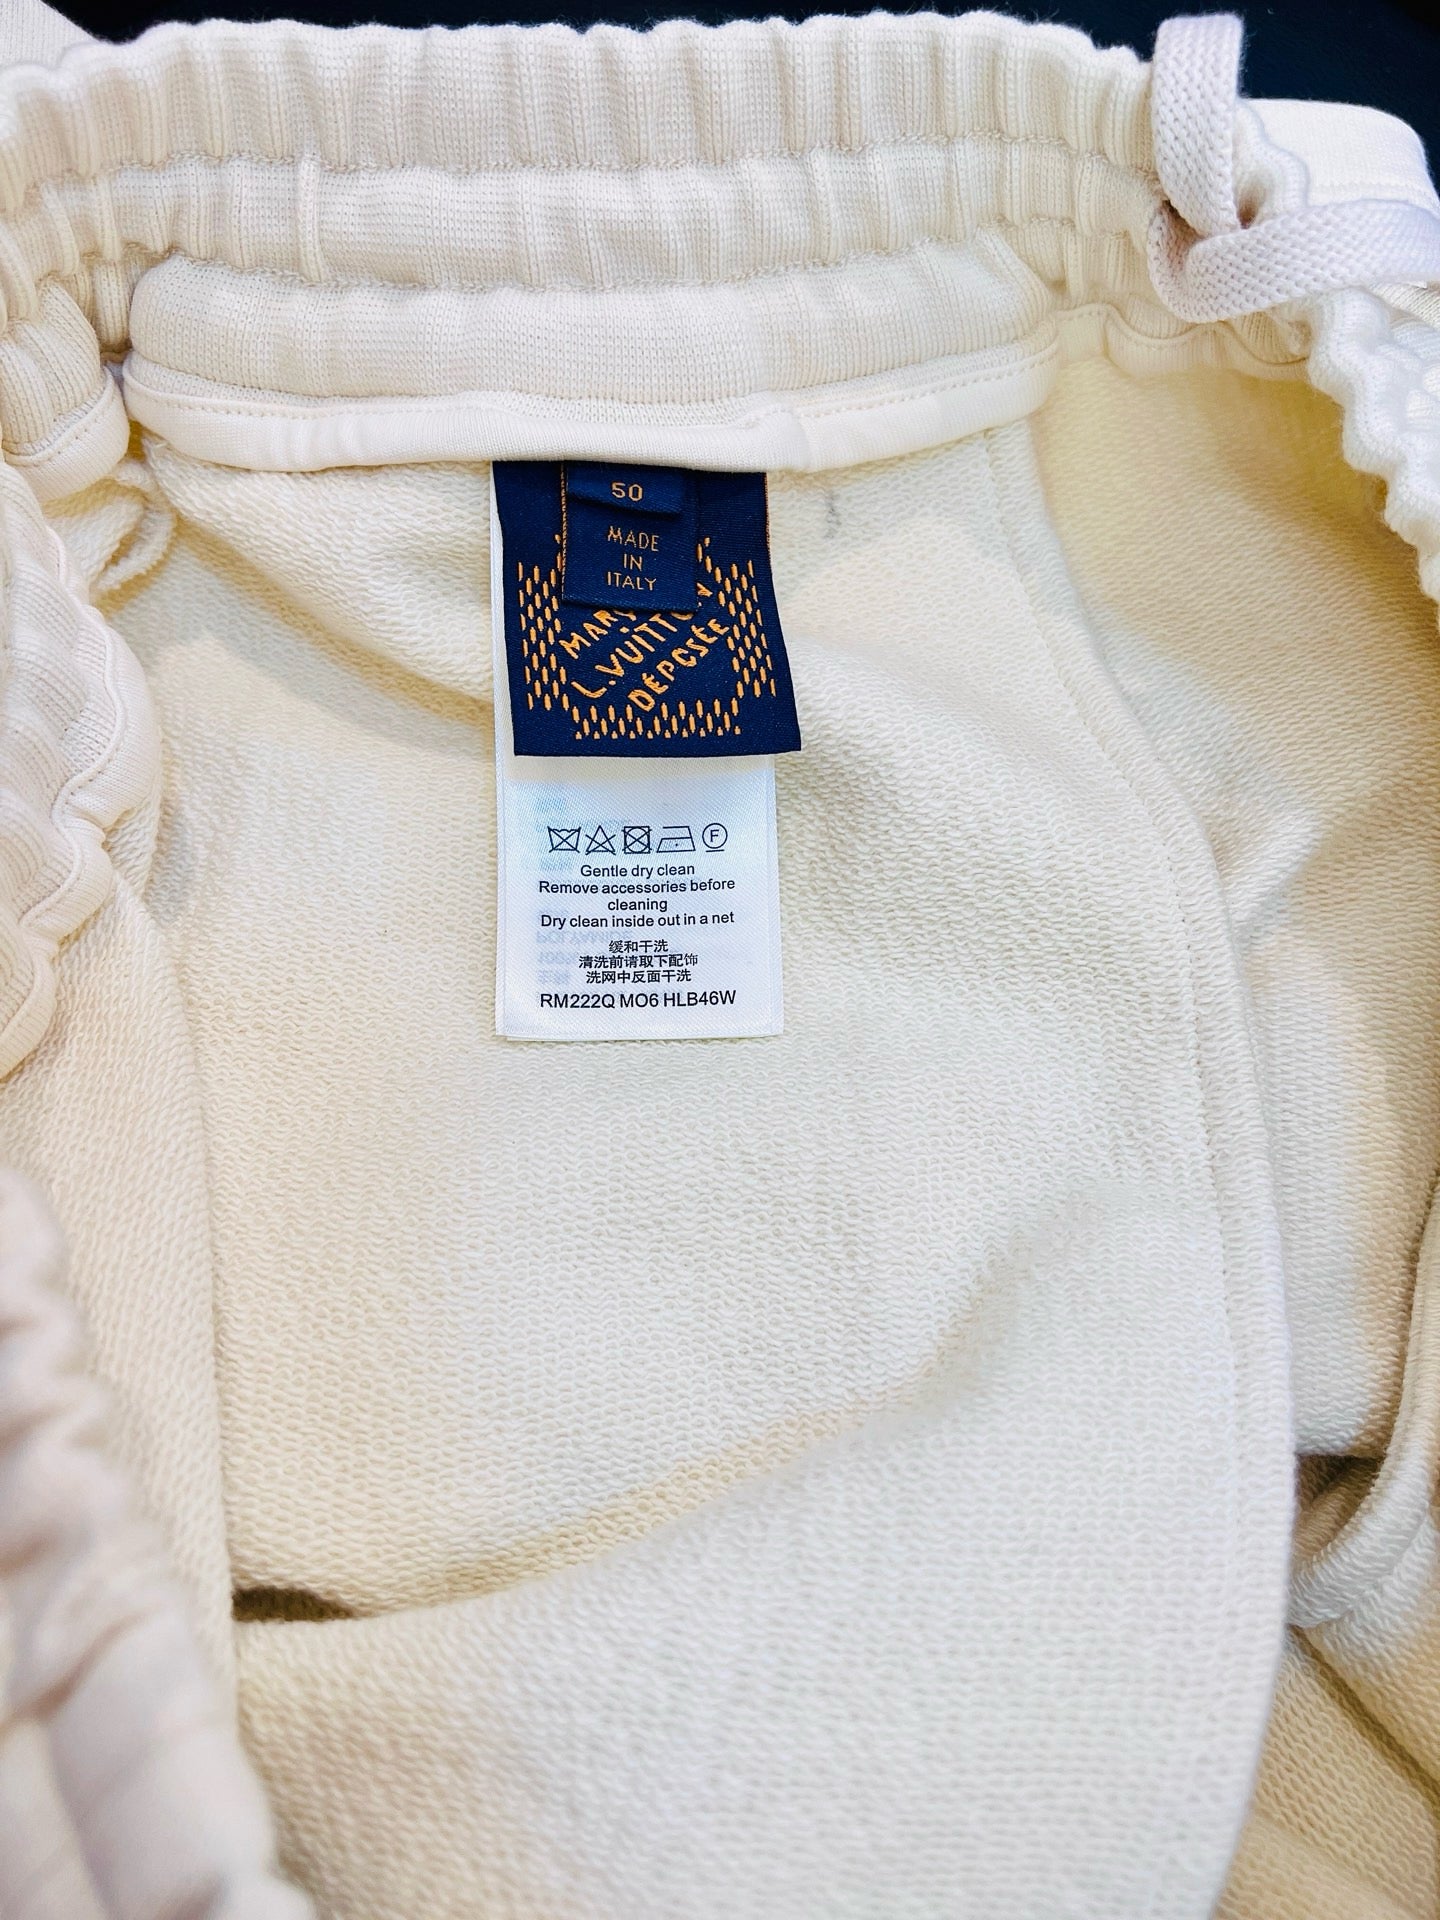 50
MADE
IN
ITALY
L.VUITTON
DÉPOSÉE
F
Gentle dry clean
Remove accessories before
cleaning
Dry clean inside out in a net
缓和干洗
清洗前请取下配饰
洗网中反面干洗
RM222Q MO6 HLB46W